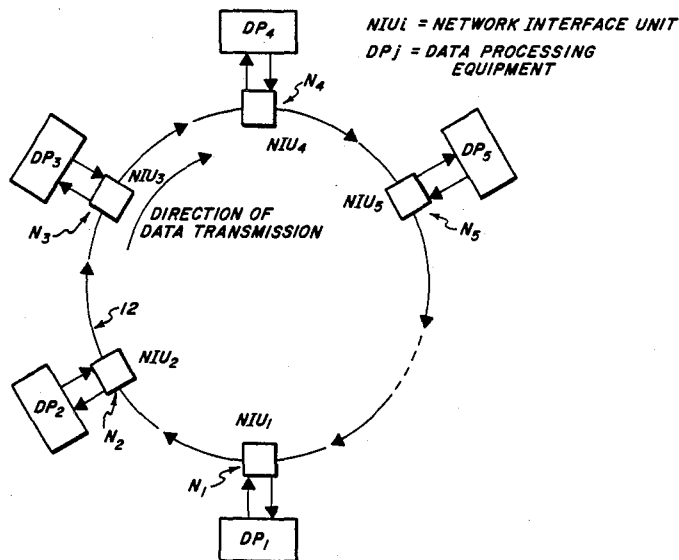 DP4
NIUi = NETWORK INTERFACE UNIT
DPj = DATA PROCESSING
EQUIPMENT
N4
NIU4
DP3
NIU3
DP5
NIU5
N3
N5
DIRECTION OF
DATA TRANSMISSION
12
NIU2
DP2
N2
NIU1
N1
DP1